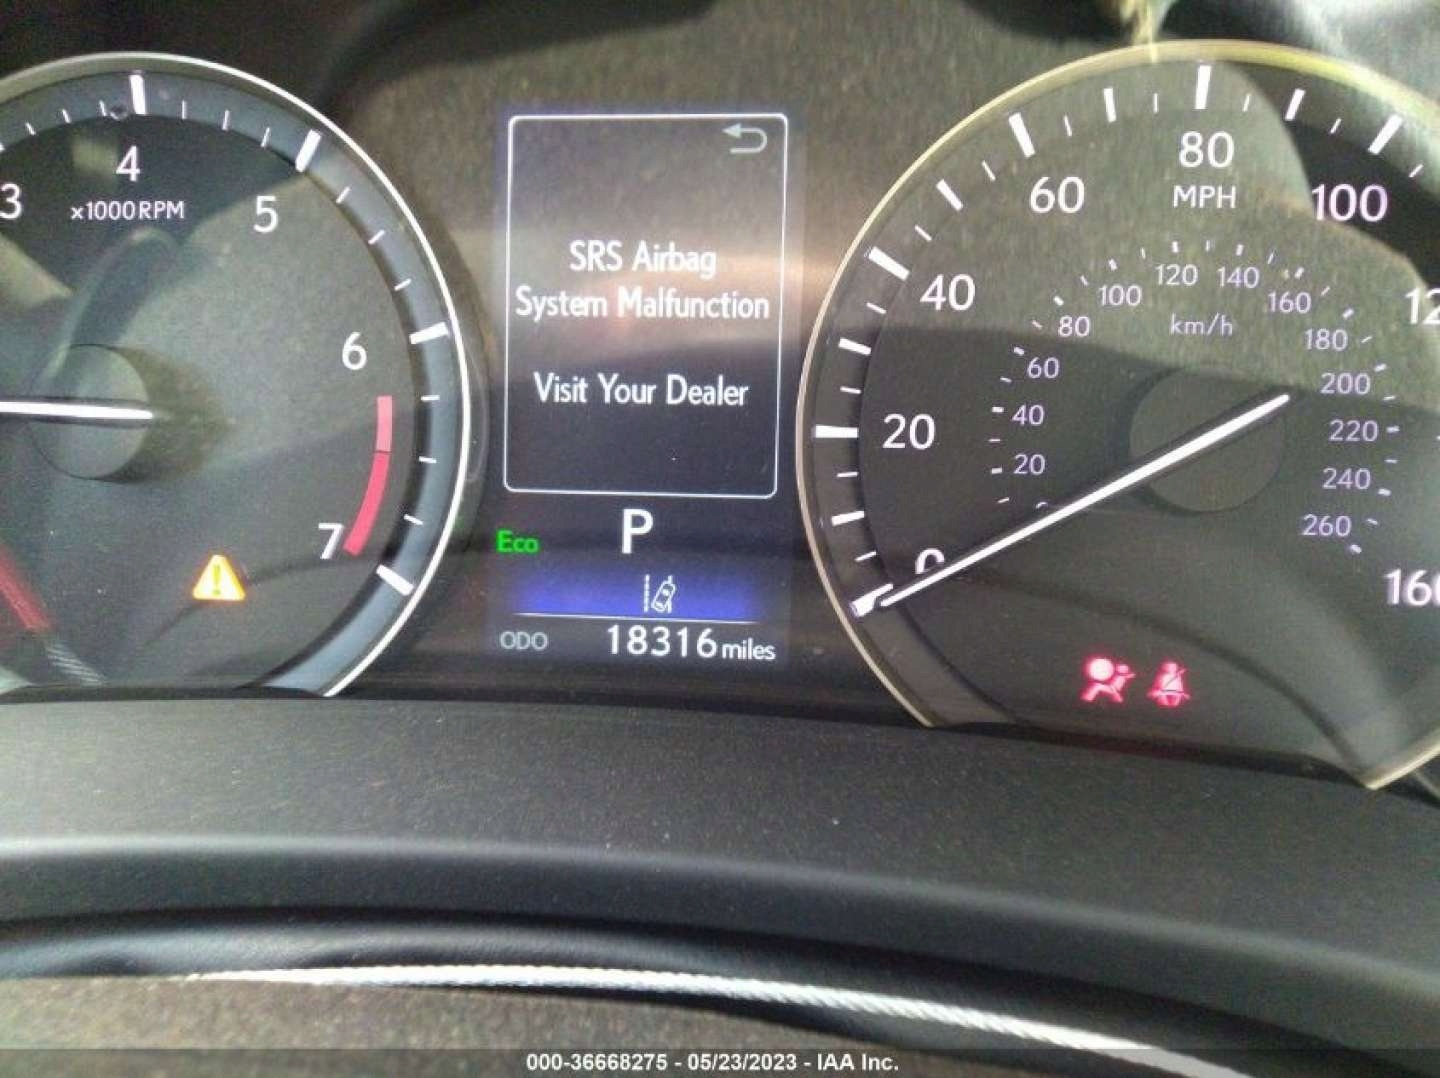 3
4
5
6
7
x1000RPM
SRS Airbag
System Malfunction
Visit Your Dealer
Eco
P
ODO 18316 miles
0
20
40
60
80
100
160
MPH
20
40
60
80
100
120
140
160
180
200
220
240
260
km/h
000-36668275 - 05/23/2023 - IAA Inc.